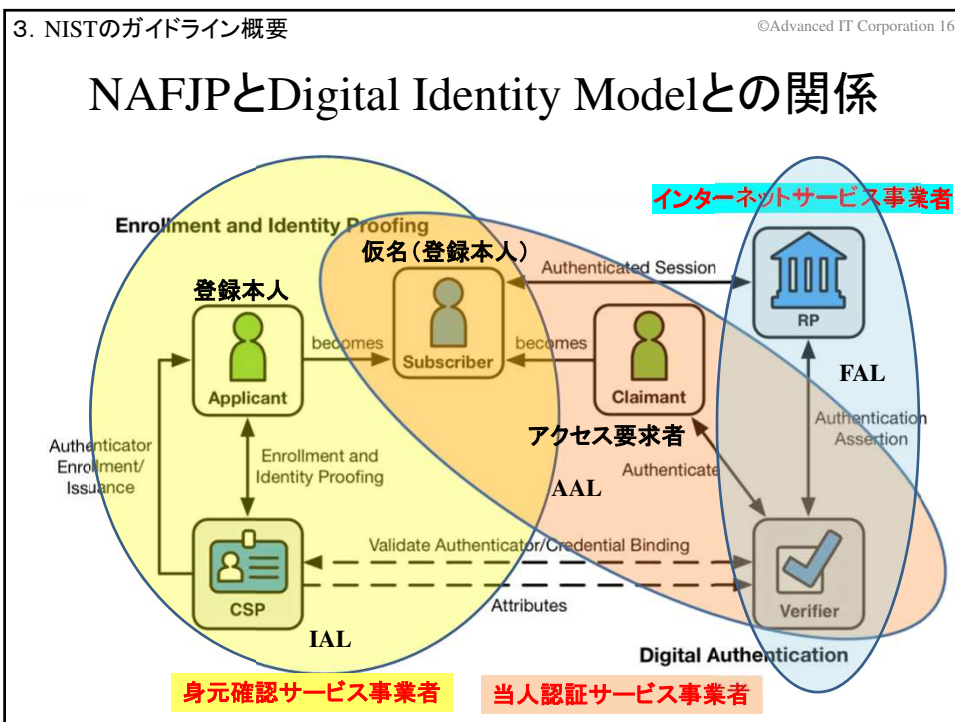 3. NISTのガイドライン概要
©Advanced IT Corporation 16
NAFJPとDigital Identity Modelとの関係
インターネットサービス事業者
Enrollment and Identity Proofing
仮名(登録本人)
Authenticated Session
登録本人
RP
becomes
becomes
Subscriber
Applicant
Claimant
FAL
アクセス要求者
Authentication
Assertion
Authenticator
Enrollment/
Issuance
Enrollment and
Identity Proofing
Authenticate
AAL
Validate Authenticator/Credential Binding
CSP
Attributes
Verifier
IAL
Digital Authentication
身元確認サービス事業者
当人認証サービス事業者